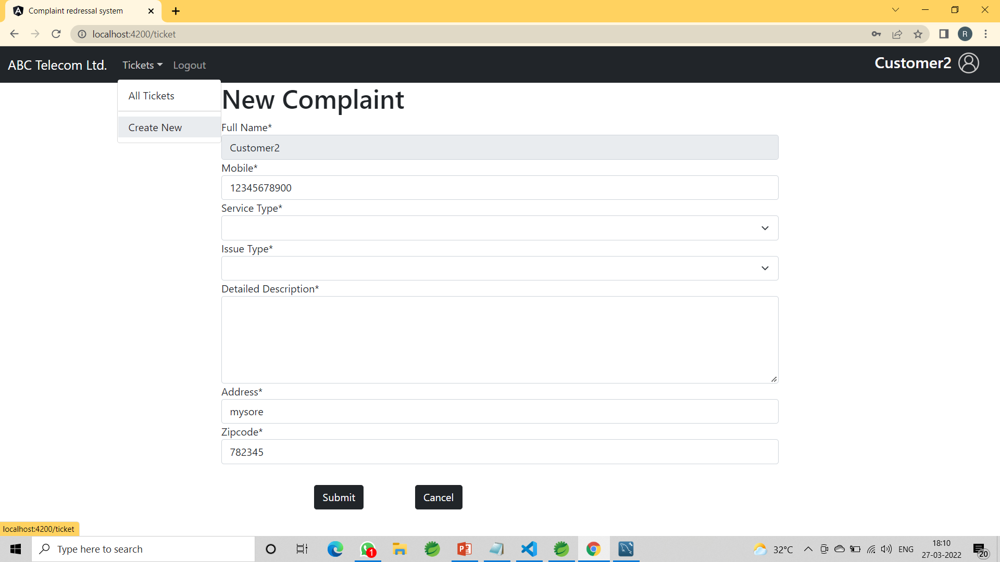 Complaint redressal system
localhost:4200/ticket
R
ABC Telecom Ltd.
Tickets
Logout
Customer2
All Tickets
Create New
New Complaint
Full Name*
Customer2
Mobile*
12345678900
Service Type*
Issue Type*
Detailed Description*
Address*
mysore
Zipcode*
782345
Submit
Cancel
localhost:4200/ticket
Type here to search
1
32°C
ENG
18:10
27-03-2022
20